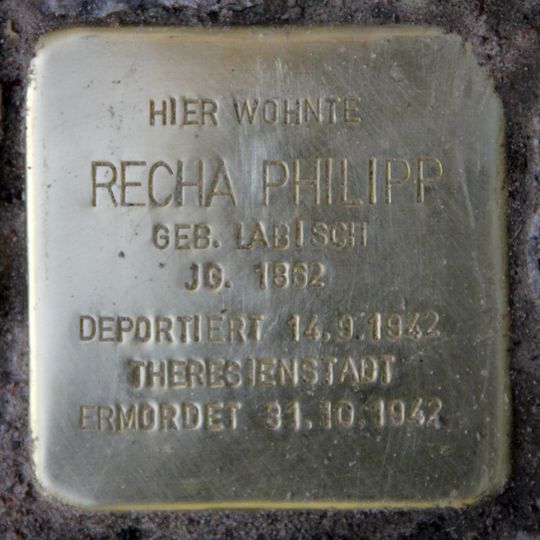 HIER WOHNTE
RECHA PHILIPP
GEB. LABISCH
JG. 1862
DEPORTIERT 14.9.1942
THERESIENSTADT
ERMORDET 31.10.1942